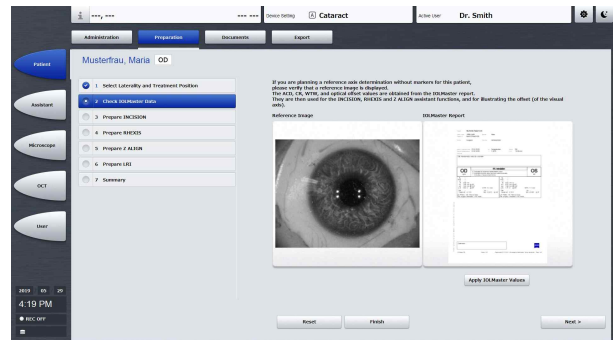 ---, ---
--- ---
Device Setting
A Cataract
Active User
Dr. Smith
Administration
Preparation
Documents
Export
Patient
Assistant
Microscope
OCT
User
Musterfrau, Maria OD
1 Select Laterality and Treatment Position
2 Check IOLMaster Data
3 Prepare INCISION
4 Prepare RHEXIS
5 Prepare Z ALIGN
6 Prepare LRI
7 Summary
If you are planning a reference axis determination without markers for this patient,
please verify that a reference image is displayed.
The ACD, CR, WTW, and optical offset values are obtained from the IOLMaster report.
They are then used for the INCISION, RHEXIS and Z ALIGN assistant functions, and for illustrating the offset (of the visual
axis).
Reference Image
IOLMaster Report
OD
OS
Apply IOLMaster Values
2019 05 29
4:19 PM
REC OFF
Reset
Finish
Next >